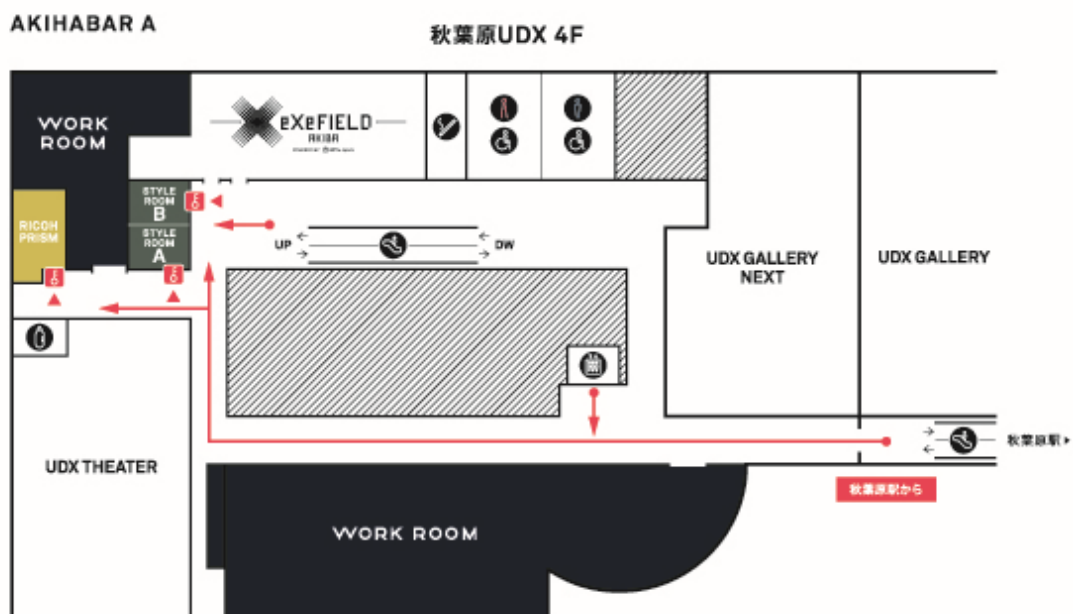 AKIHABAR A
秋葉原UDX 4F
WORK
ROOM
eXeFIELD
AKIBA
STYLE
ROOM
B
STYLE
ROOM
A
RICOH
PRISM
UP
DW
UDX GALLERY
NEXT
UDX GALLERY
秋葉原駅
秋葉原駅から
UDX THEATER
WORK ROOM